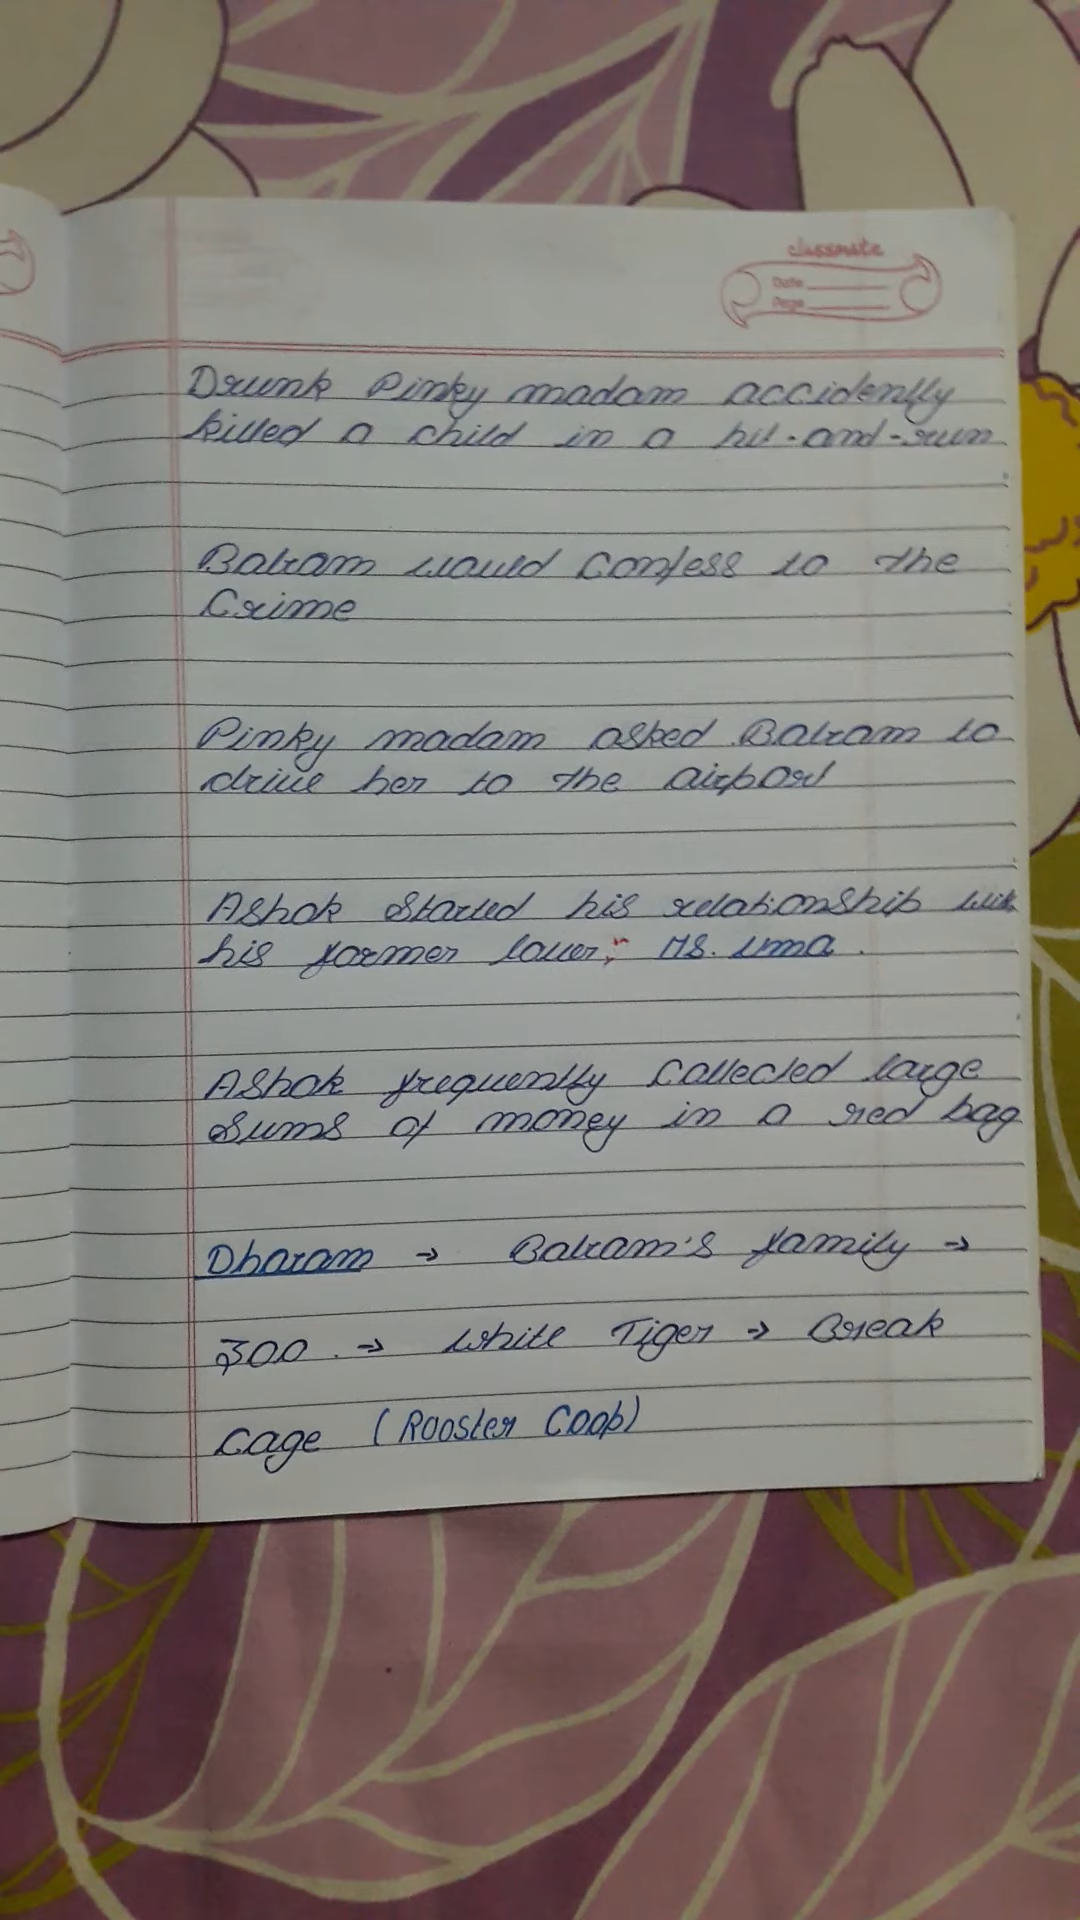 classmate
Date
Page
Drunk Pinky madam accidently
killed a child in a hit-and-run
Balram would confess to the
Crime
Pinky madam asked Balram to
drive her to the airport
Ashok Started his relationship with
his former lover, Ms. Uma.
Ashok frequently Collected large
Sums of money in a red bag
Dharam → Balram's family →
Zoo → White Tiger → Break
Cage (Rooster Coop)